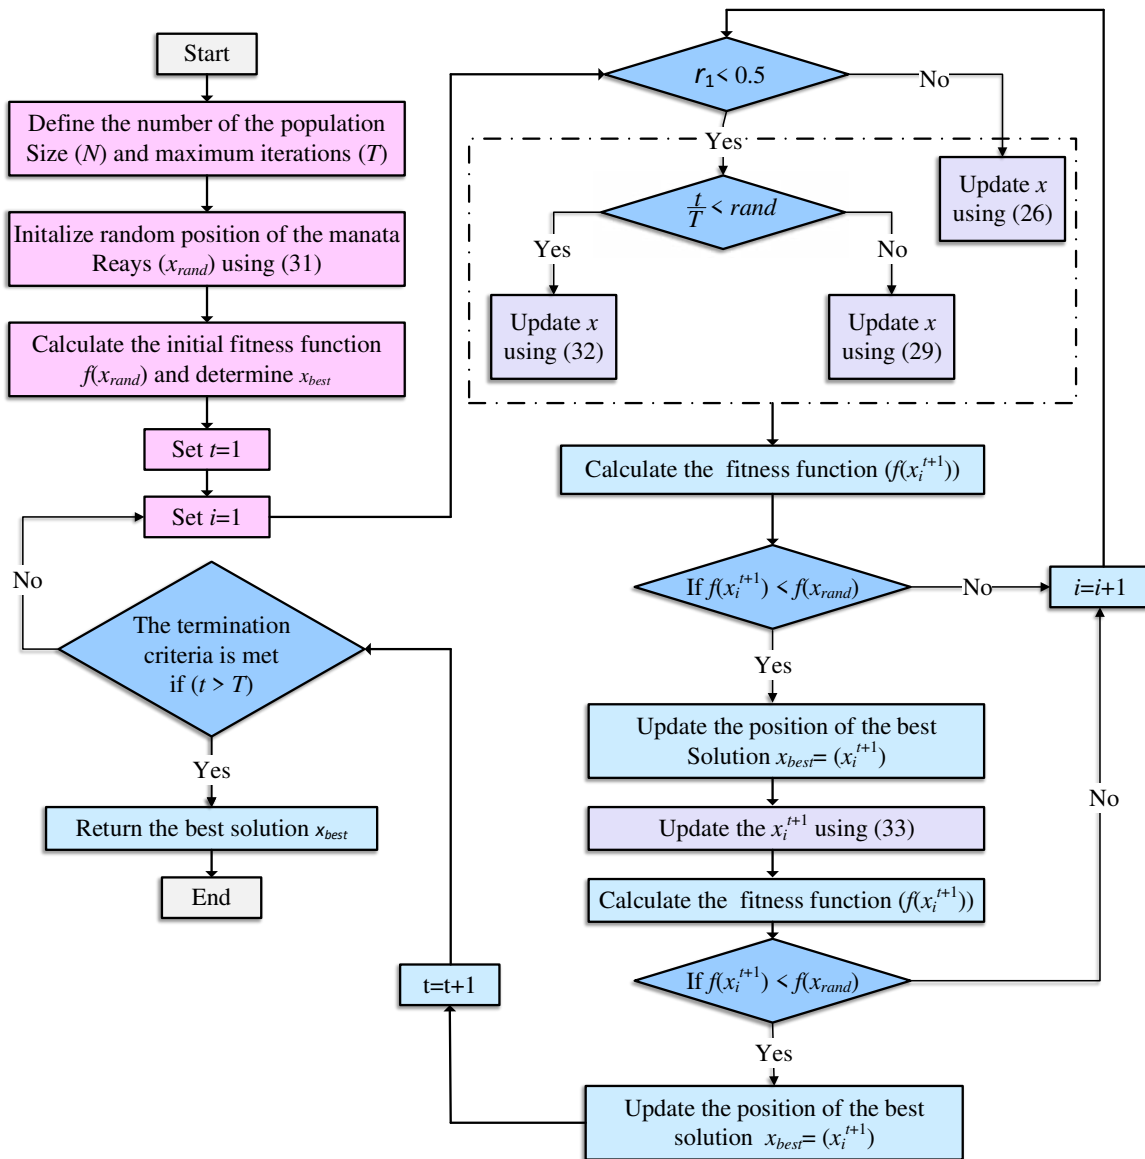 Start
Define the number of the population
Size (N) and maximum iterations (T)
Initalize random position of the manata
Reays (x_rand) using (31)
Calculate the initial fitness function
f(x_rand) and determine x_best
Set t=1
Set i=1
No
The termination
criteria is met
if (t > T)
Yes
Return the best solution x_best
End
r_1 < 0.5
No
Yes
Update x
using (26)
t/T < rand
Yes
No
Update x
using (32)
Update x
using (29)
Calculate the fitness function (f(x_i^{t+1}))
If f(x_i^{t+1}) < f(x_rand)
No
i=i+1
Yes
Update the position of the best
Solution x_best= (x_i^{t+1})
No
Update the x_i^{t+1} using (33)
Calculate the fitness function (f(x_i^{t+1}))
t=t+1
If f(x_i^{t+1}) < f(x_rand)
Yes
Update the position of the best
solution x_best= (x_i^{t+1})